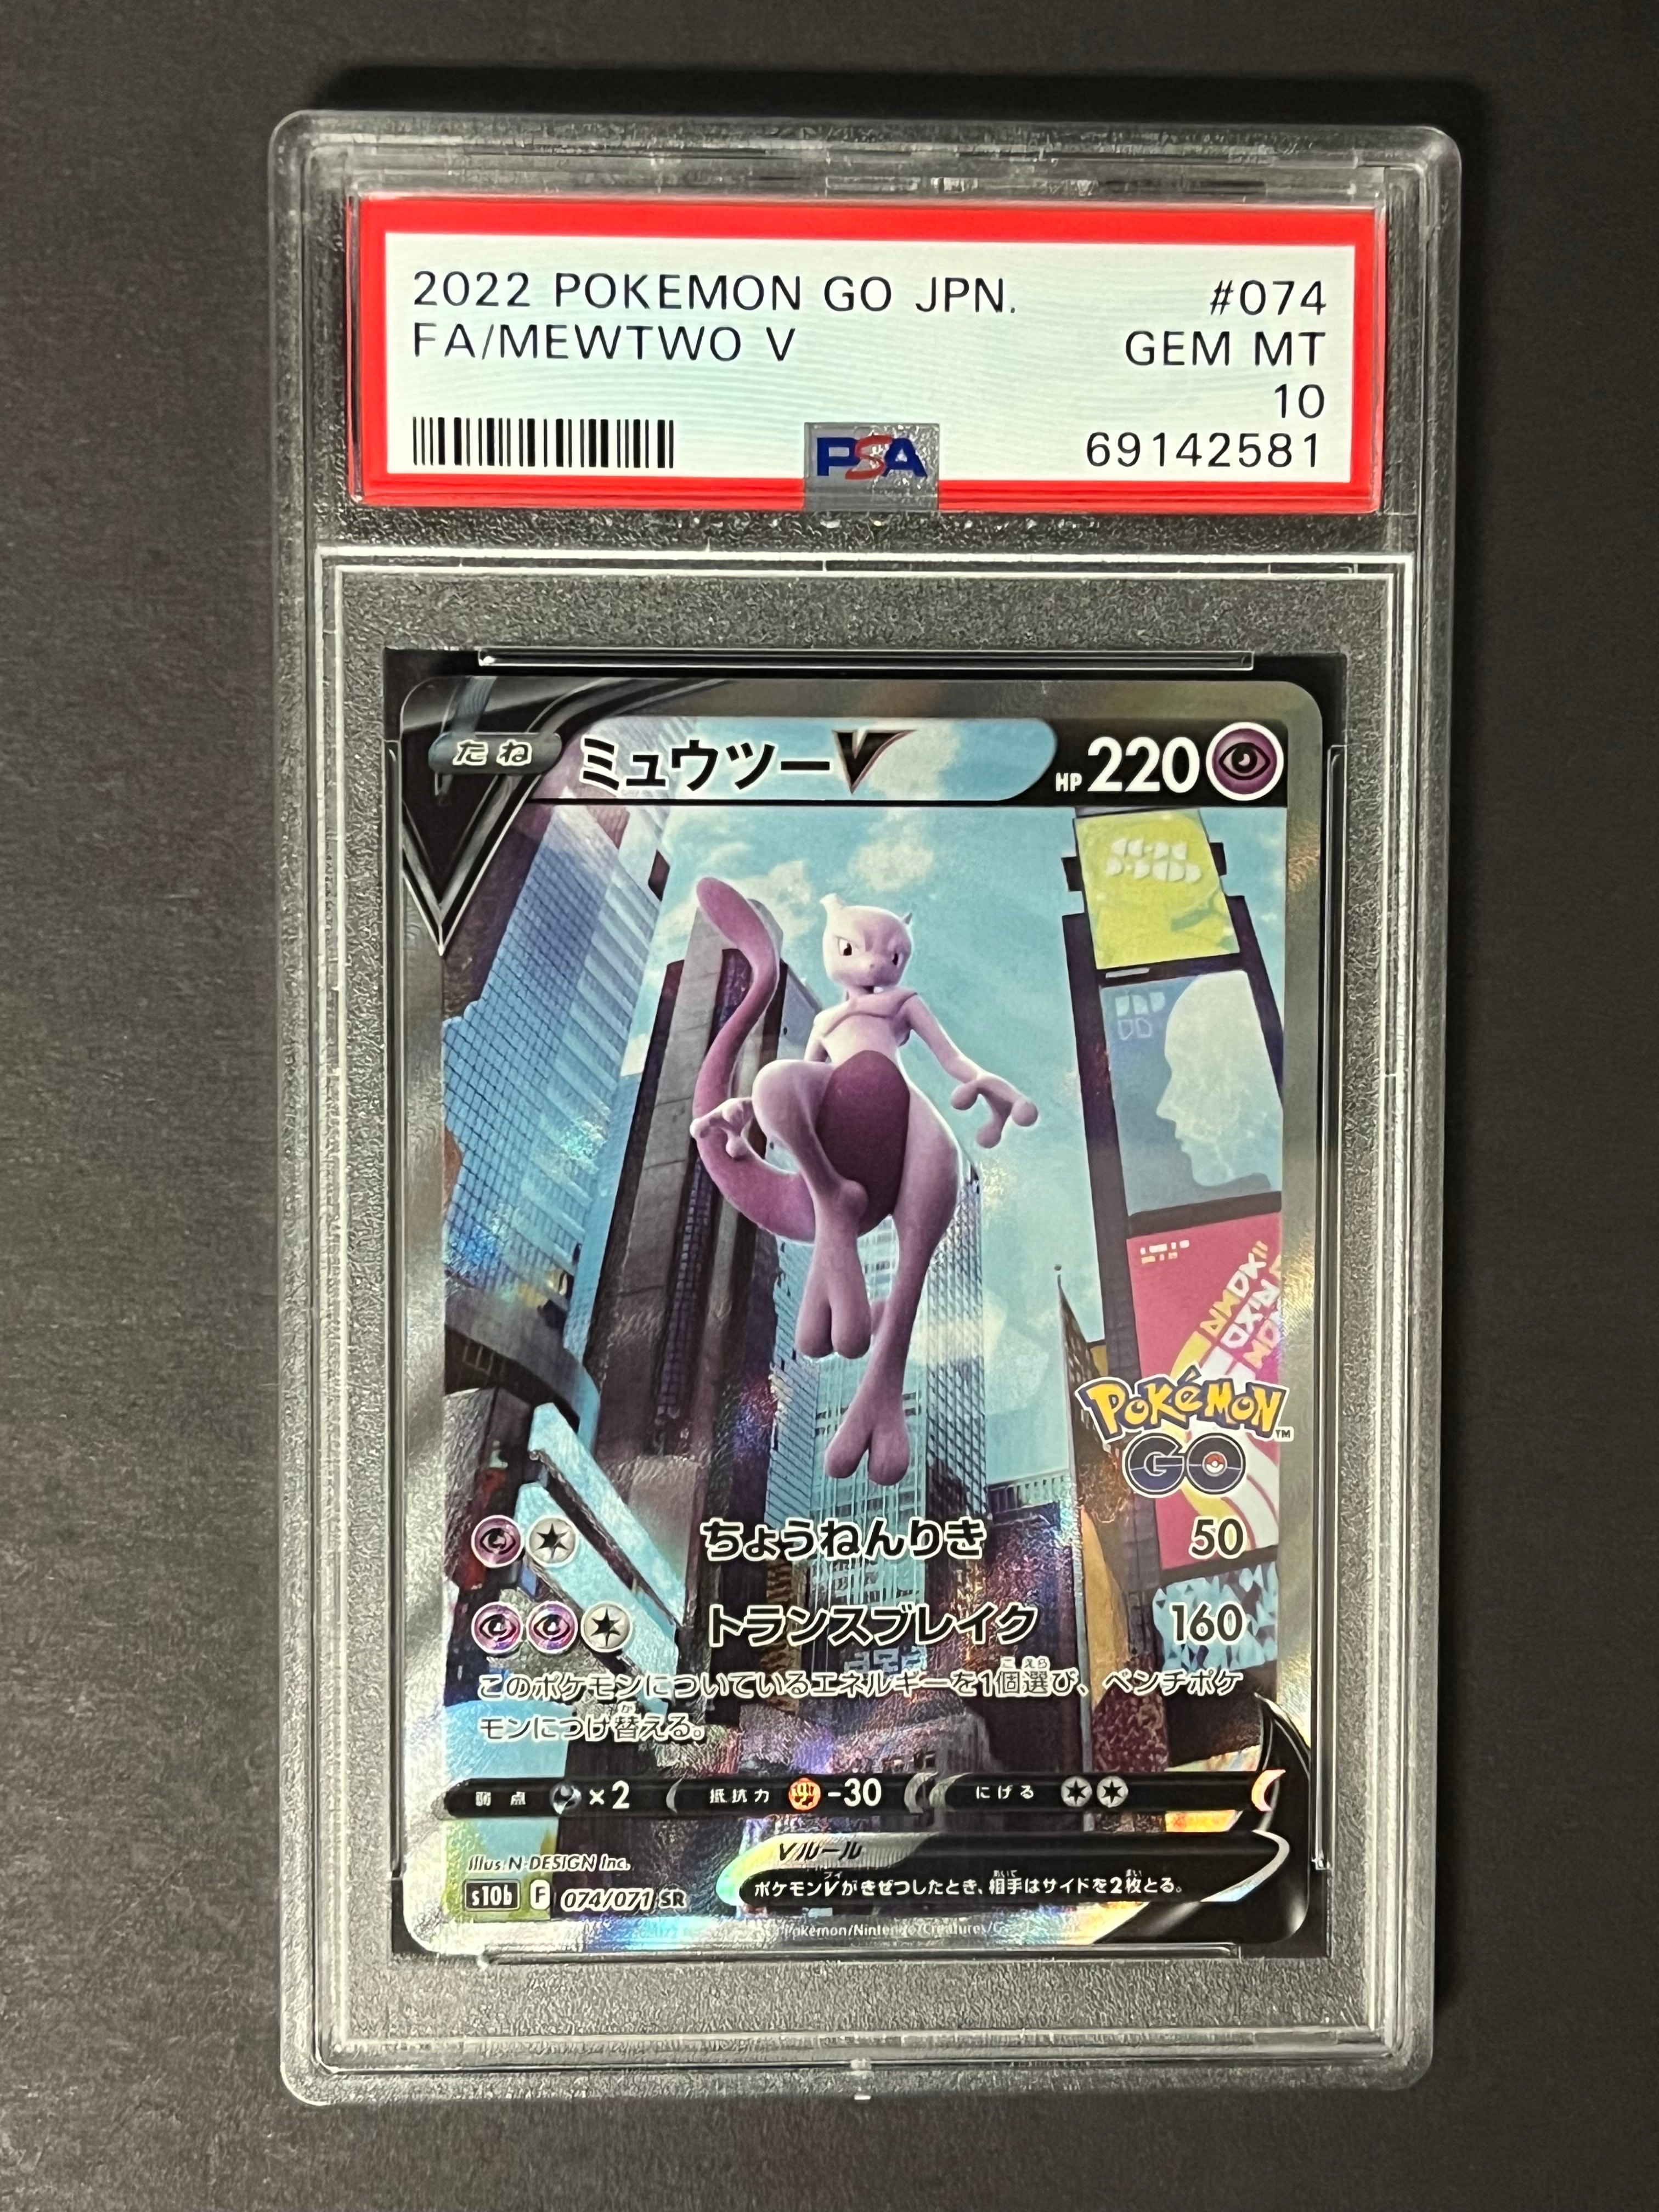 2022 POKEMON GO JPN. #074
FA/MEWTWO V GEM MT
10
PSA 69142581
たね ミュウツーV HP 220
Pokémon GO™
ちょうねんりき 50
トランスブレイク 160
このポケモンについているエネルギーを1個選び、ベンチポケ
モンにつけ替える。
弱点 ×2 抵抗力 -30 にげる
Vルール
ポケモンVがきぜつしたとき、相手はサイドを2枚とる。
Illus. N-DESIGN Inc.
s10b F 074/071 SR
Pokémon/Nintendo/Creatures/